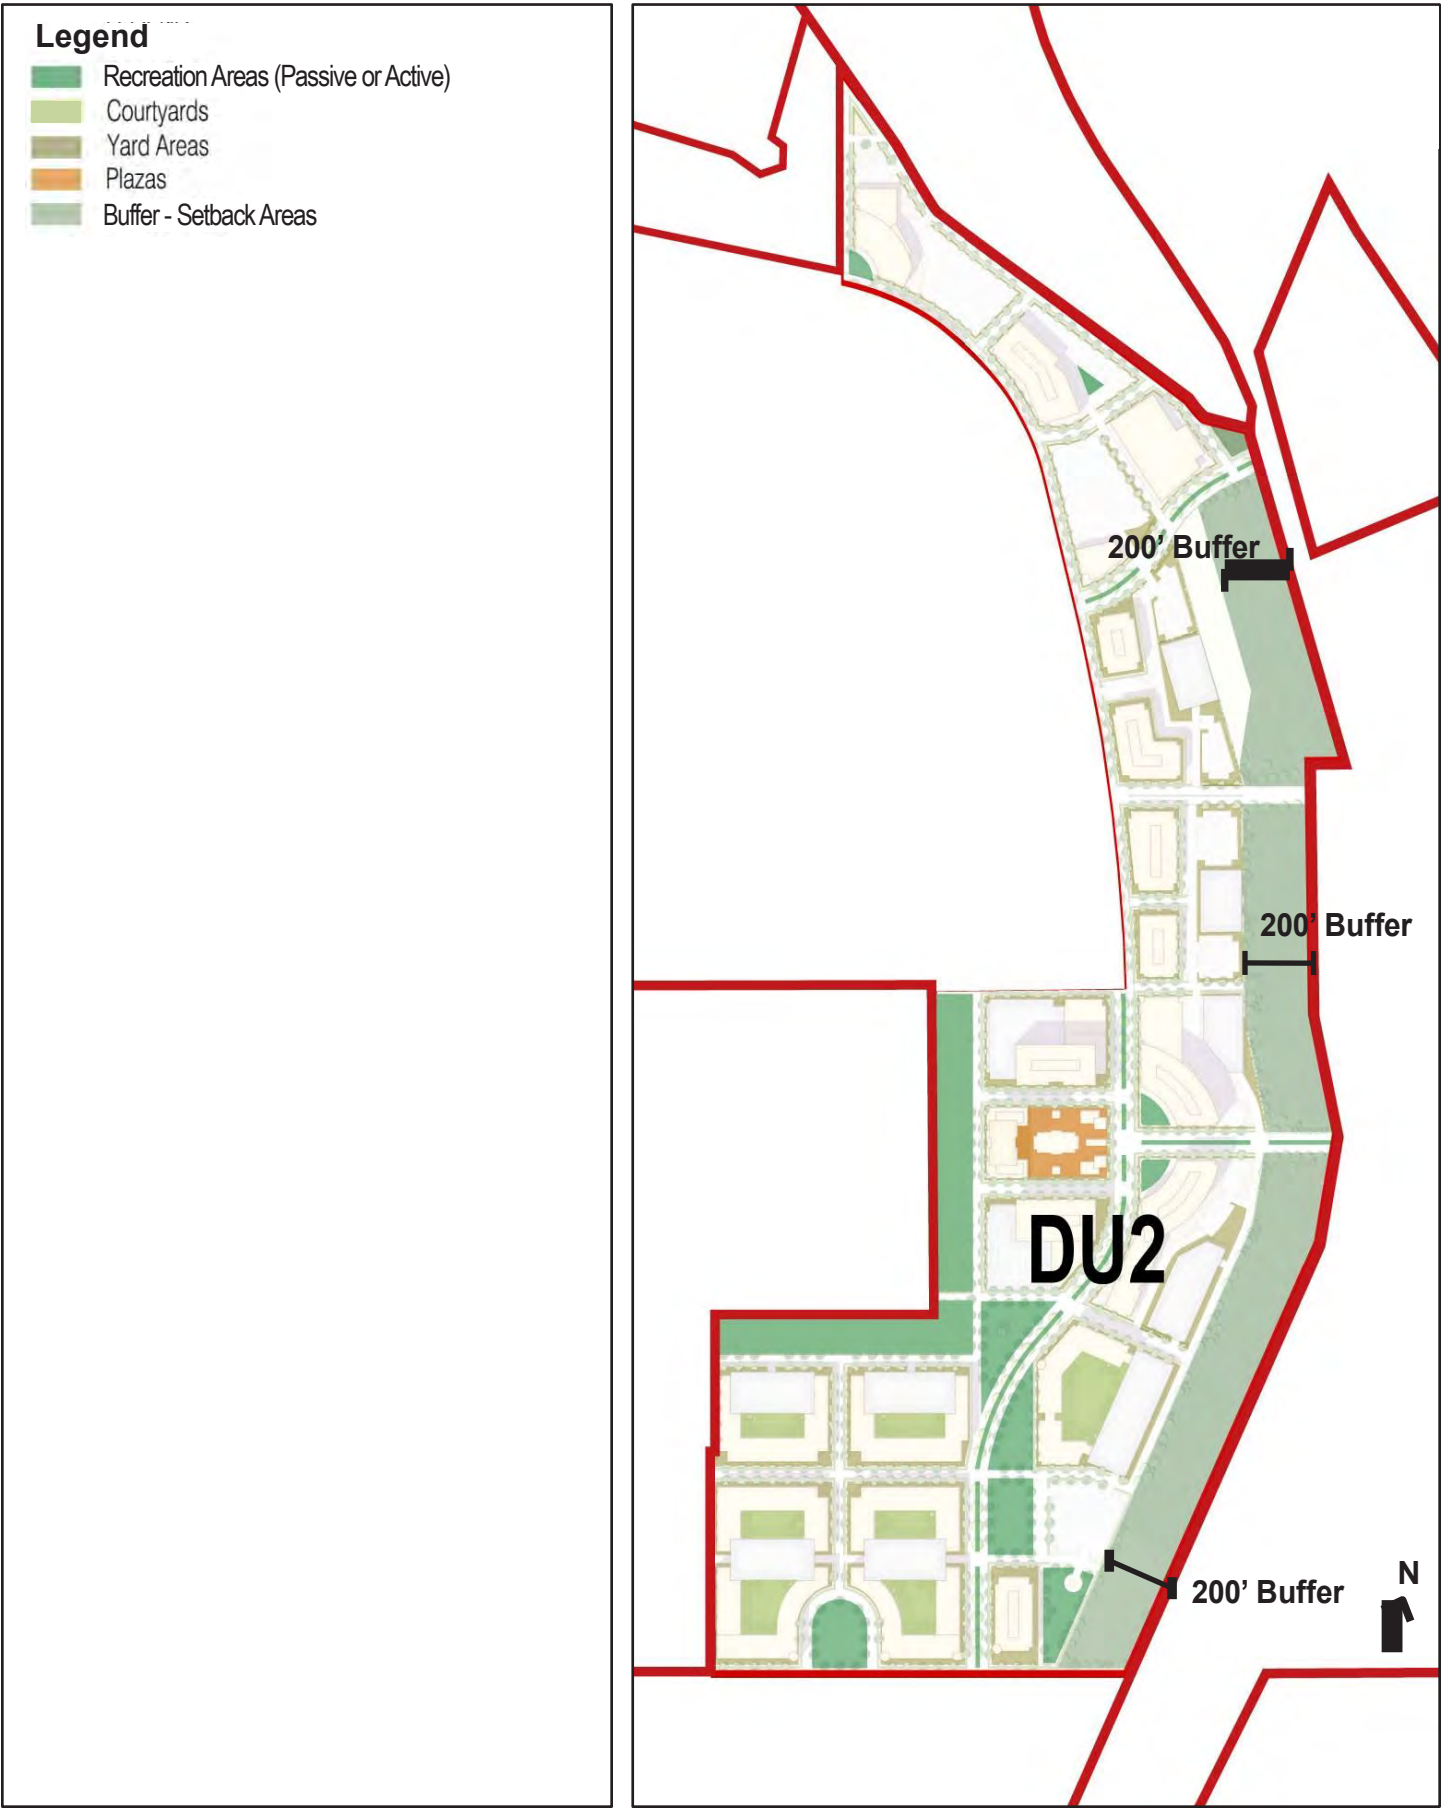 Legend
Recreation Areas (Passive or Active)
Courtyards
Yard Areas
Plazas
Buffer - Setback Areas
200' Buffer
200' Buffer
DU2
200' Buffer
N